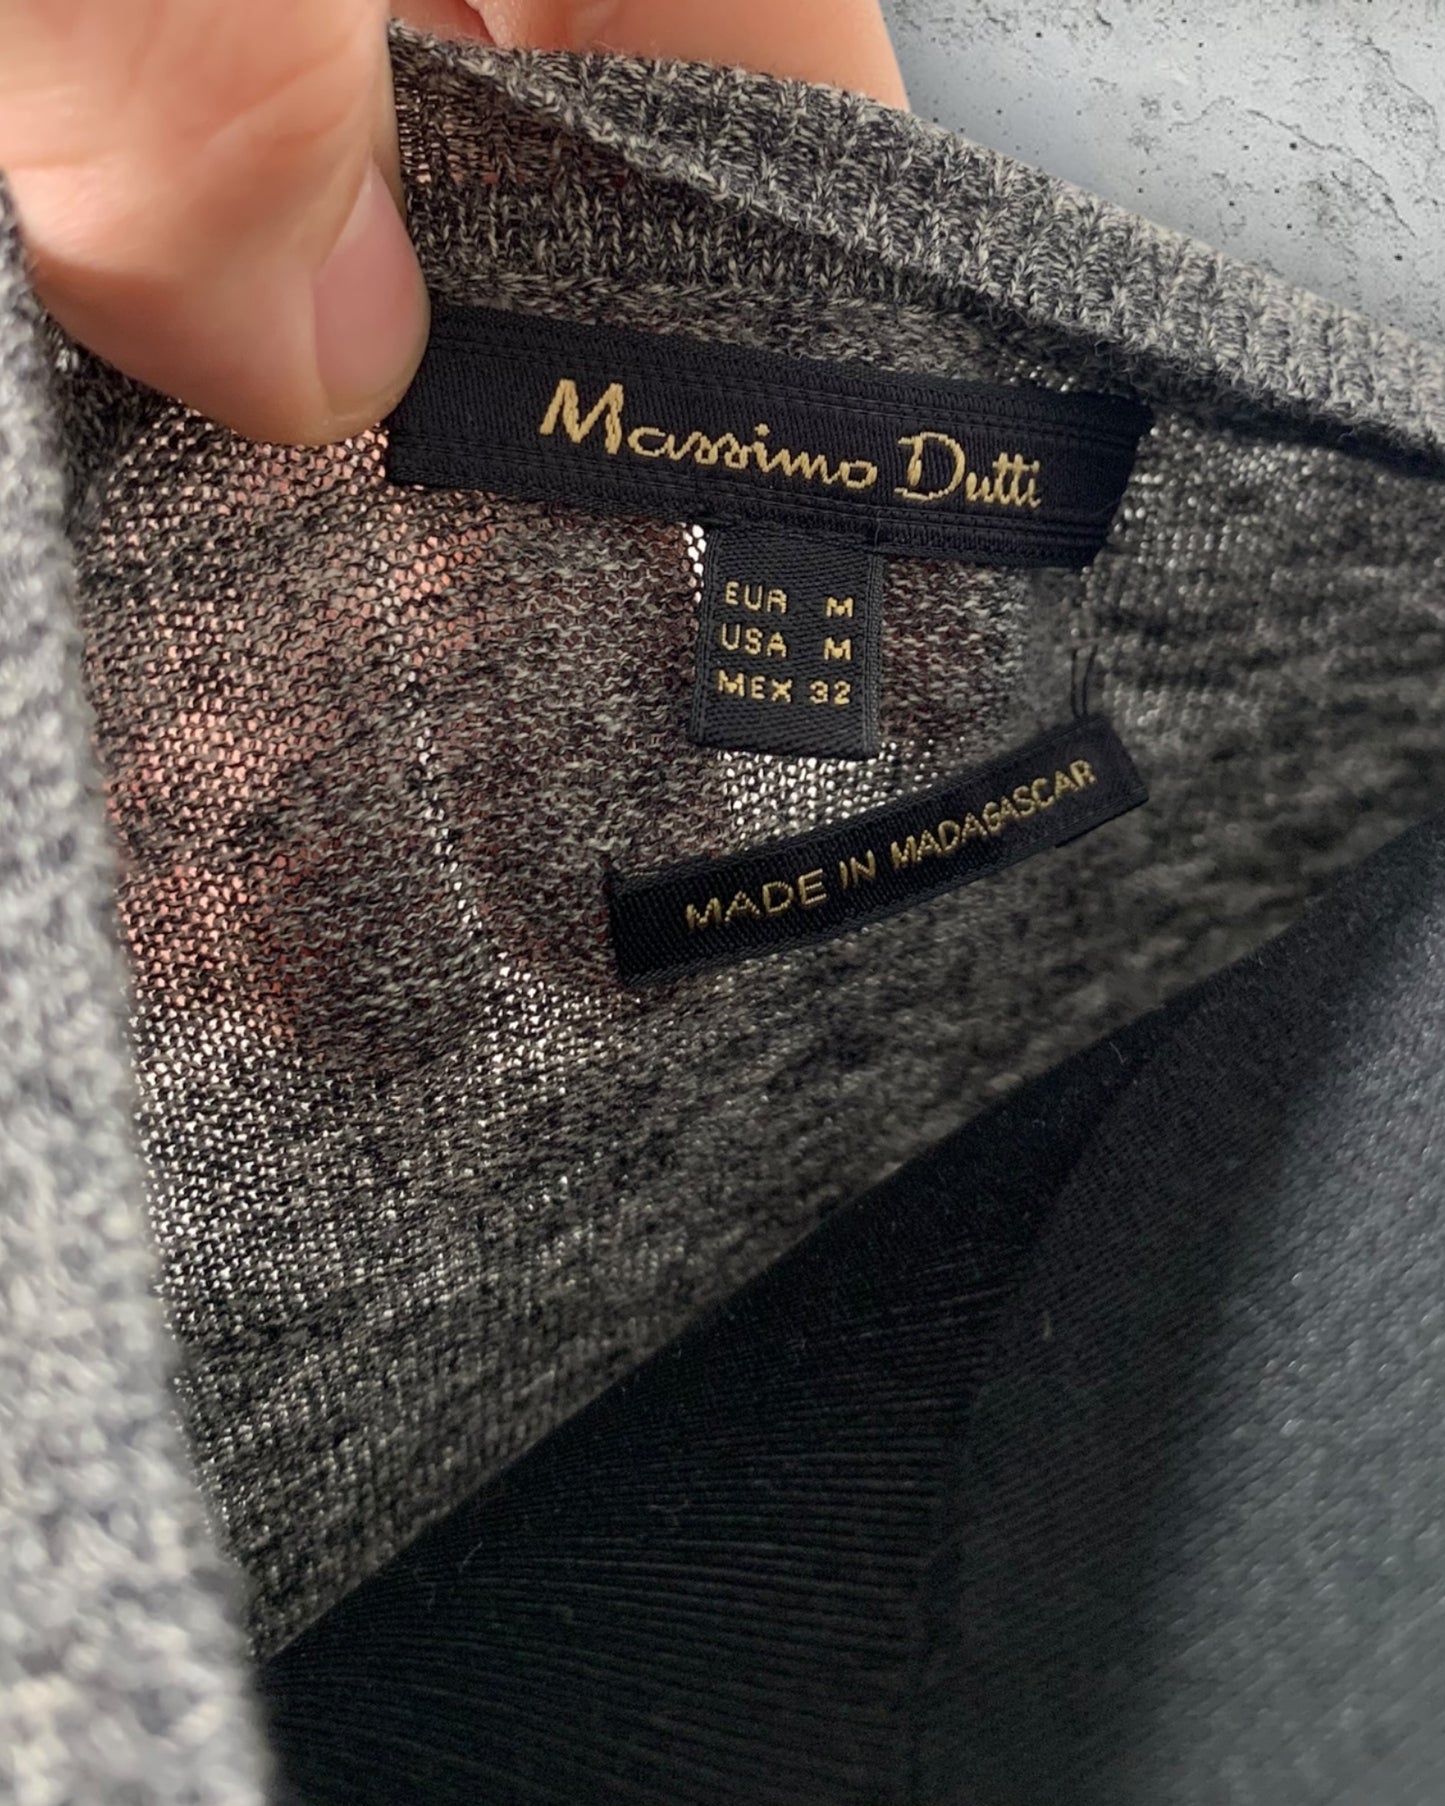 Massimo Dutti
EUR M
USA M
MEX 32
MADE IN MADAGASCAR